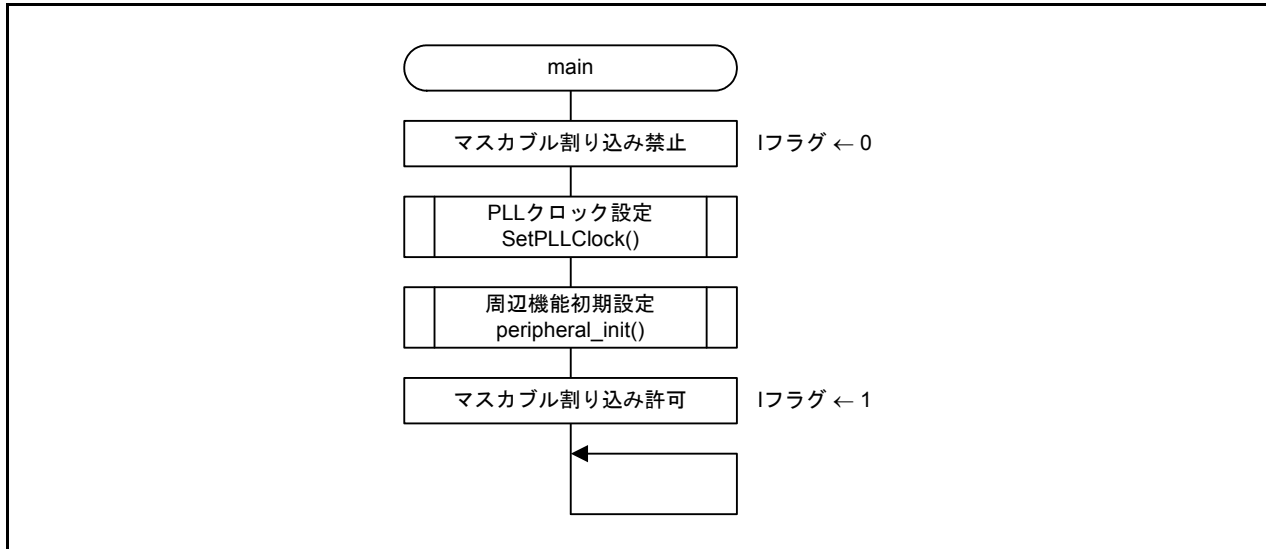 main
マスカブル割り込み禁止
Iフラグ ← 0
PLLクロック設定
SetPLLClock()
周辺機能初期設定
peripheral_init()
マスカブル割り込み許可
Iフラグ ← 1